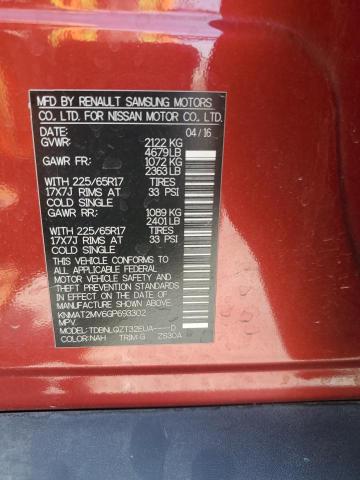 MFD BY RENAULT SAMSUNG MOTORS
CO., LTD. FOR NISSAN MOTOR CO., LTD.
DATE: 04/16
GVWR: 2122 KG
4679 LB
GAWR FR: 1072 KG
2363 LB
WITH 225/65R17 TIRES
17X7J RIMS AT 33 PSI
COLD SINGLE
GAWR RR: 1089 KG
2401 LB
WITH 225/65R17 TIRES
17X7J RIMS AT 33 PSI
COLD SINGLE
THIS VEHICLE CONFORMS TO ALL
APPLICABLE FEDERAL MOTOR
VEHICLE SAFETY AND
THEFT PREVENTION STANDARDS
IN EFFECT ON THE DATE OF
MANUFACTURE SHOWN ABOVE.
KNMAT2MV6GP693302
MPV
MODEL: TDBNLQZT32EUA----D
COLOR: NAH TRIM: G ZS30A